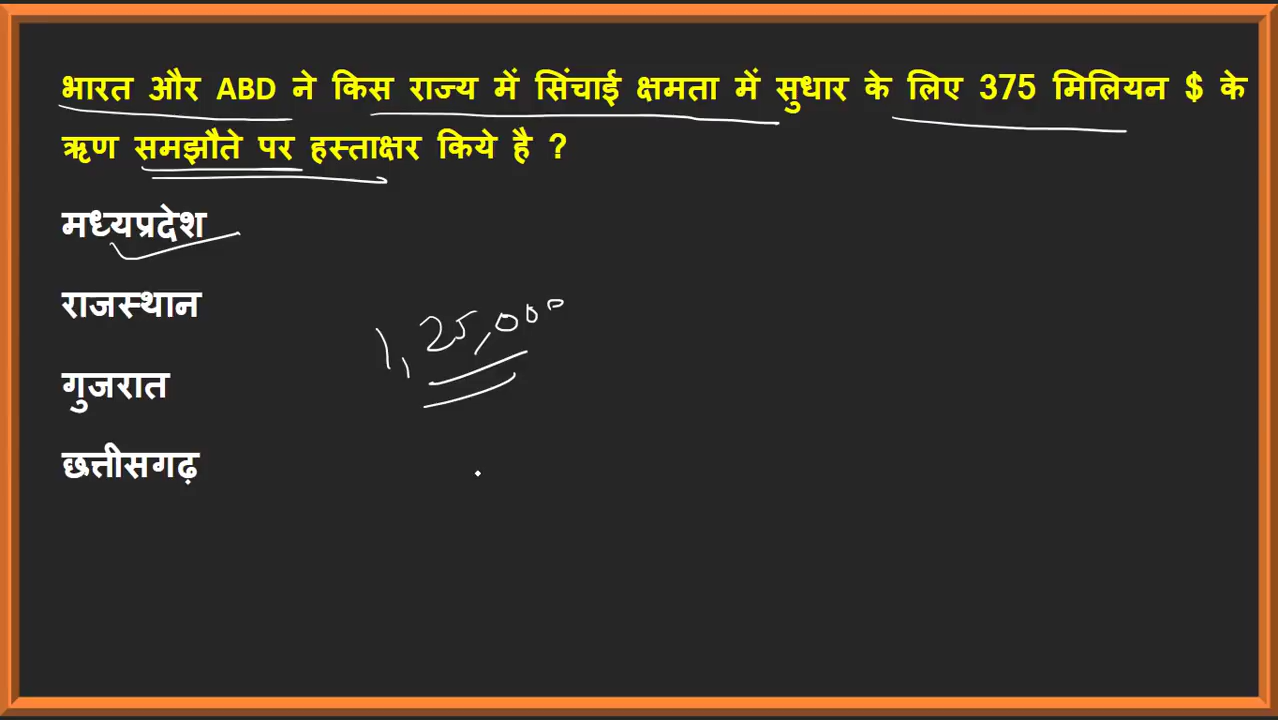 भारत और ABD ने किस राज्य में सिंचाई क्षमता में सुधार के लिए 375 मिलियन $ के
ऋण समझौते पर हस्ताक्षर किये है ?
मध्यप्रदेश
राजस्थान
1,25,000
गुजरात
छत्तीसगढ़